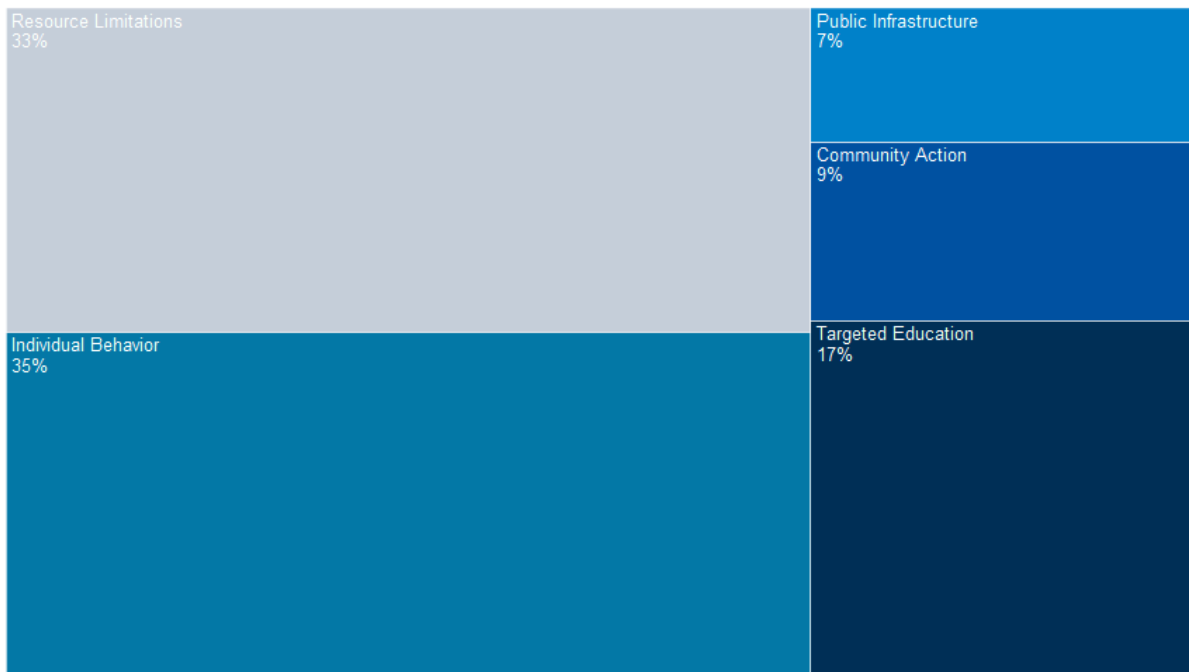 Resource Limitations
33%
Individual Behavior
35%
Public Infrastructure
7%
Community Action
9%
Targeted Education
17%